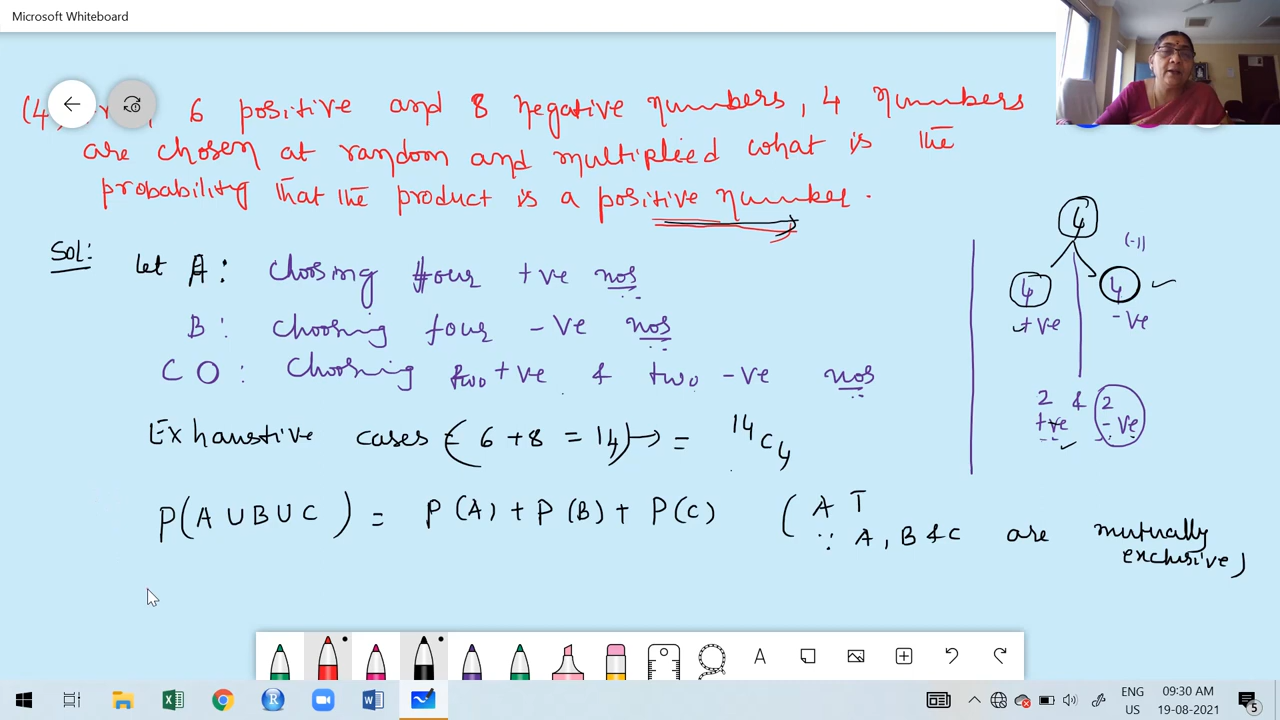 Microsoft Whiteboard
(4) 6 positive and 8 negative numbers, 4 numbers
are chosen at random and multiplied what is the
probability that the product is a positive number.
Sol:
Let A: Choosing four +ve nos
B: Choosing four -ve nos
C : Choosing two +ve & two -ve nos
Exhaustive cases = (6+8 = 14) → = 14C4
P(A ∪ B ∪ C) = P(A) + P(B) + P(C) ( A T
∵ A, B & C are mutually
exclusive)
4
(-1)
4 4
+ve -ve
2 & 2
+ve -ve
ENG
US
09:30 AM
19-08-2021
5